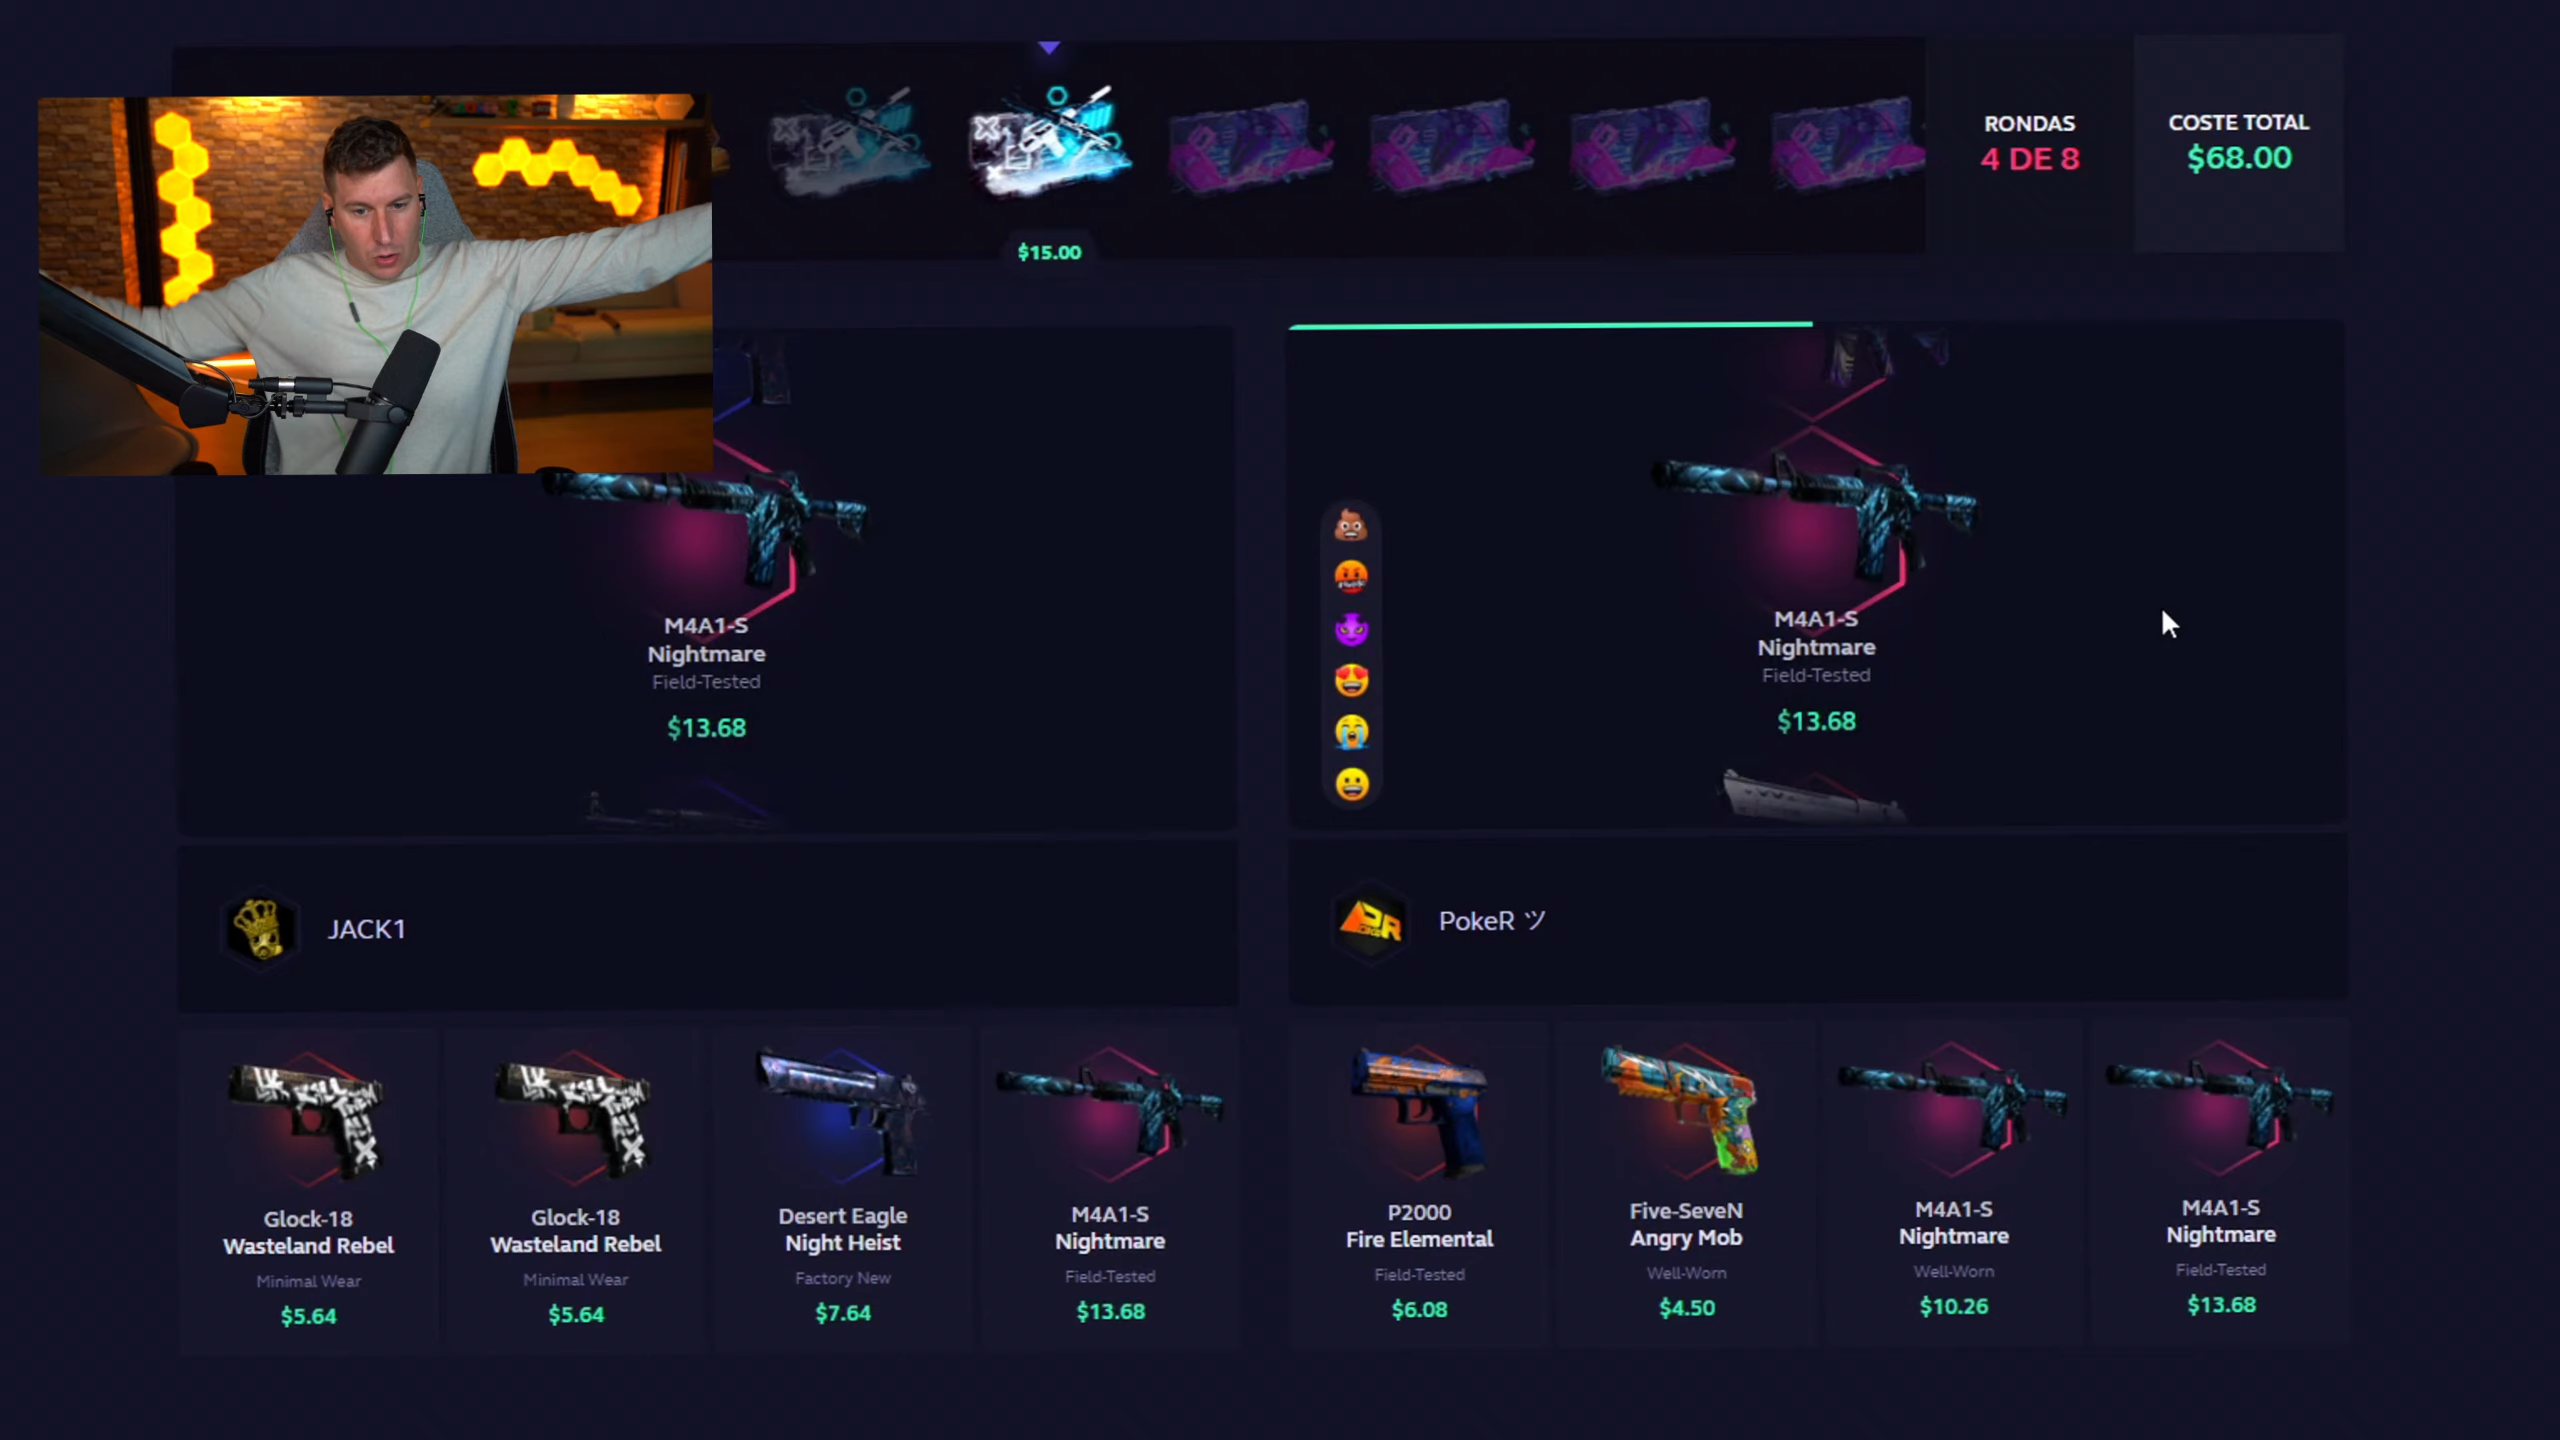 RONDAS
4 DE 8
COSTE TOTAL
$68.00
$15.00
M4A1-S
Nightmare
Field-Tested
$13.68
M4A1-S
Nightmare
Field-Tested
$13.68
JACK1
PokeR ツ
Glock-18
Wasteland Rebel
Minimal Wear
$5.64
Glock-18
Wasteland Rebel
Minimal Wear
$5.64
Desert Eagle
Night Heist
Factory New
$7.64
M4A1-S
Nightmare
Field-Tested
$13.68
P2000
Fire Elemental
Field-Tested
$6.08
Five-SeveN
Angry Mob
Well-Worn
$4.50
M4A1-S
Nightmare
Well-Worn
$10.26
M4A1-S
Nightmare
Field-Tested
$13.68